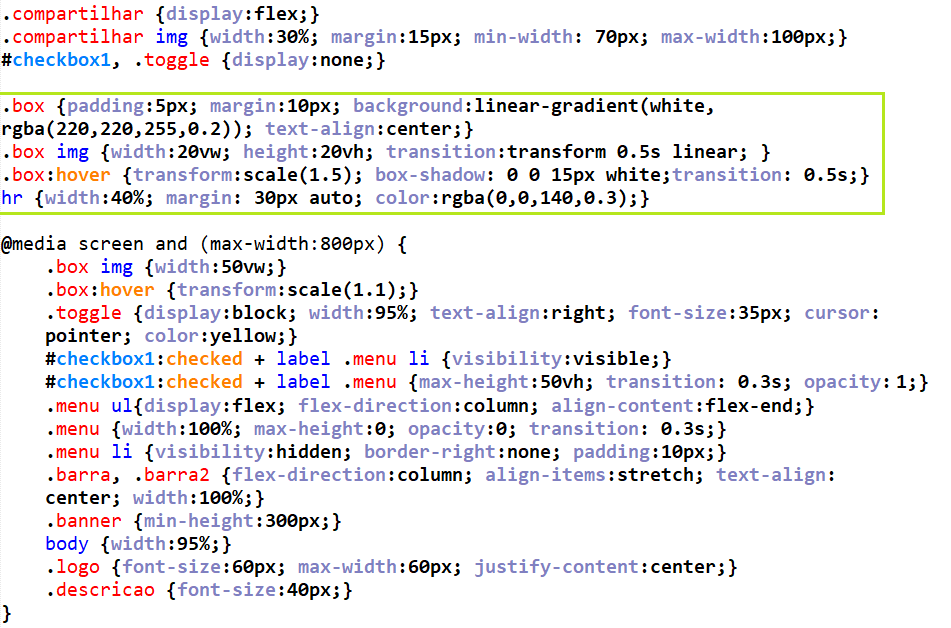 .compartilhar {display:flex;}
.compartilhar img {width:30%; margin:15px; min-width: 70px; max-width:100px;}
#checkbox1, .toggle {display:none;}
.box {padding:5px; margin:10px; background:linear-gradient(white,
rgba(220,220,255,0.2)); text-align:center;}
.box img {width:20vw; height:20vh; transition:transform 0.5s linear; }
.box:hover {transform:scale(1.5); box-shadow: 0 0 15px white;transition: 0.5s;}
hr {width:40%; margin: 30px auto; color:rgba(0,0,140,0.3);}
@media screen and (max-width:800px) {
.box img {width:50vw;}
.box:hover {transform:scale(1.1);}
.toggle {display:block; width:95%; text-align:right; font-size:35px; cursor:
pointer; color:yellow;}
#checkbox1:checked + label .menu li {visibility:visible;}
#checkbox1:checked + label .menu {max-height:50vh; transition: 0.3s; opacity:1;}
.menu ul{display:flex; flex-direction:column; align-content:flex-end;}
.menu {width:100%; max-height:0; opacity:0; transition: 0.3s;}
.menu li {visibility:hidden; border-right:none; padding:10px;}
.barra, .barra2 {flex-direction:column; align-items:stretch; text-align:
center; width:100%;}
.banner {min-height:300px;}
body {width:95%;}
.logo {font-size:60px; max-width:60px; justify-content:center;}
.descricao {font-size:40px;}
}